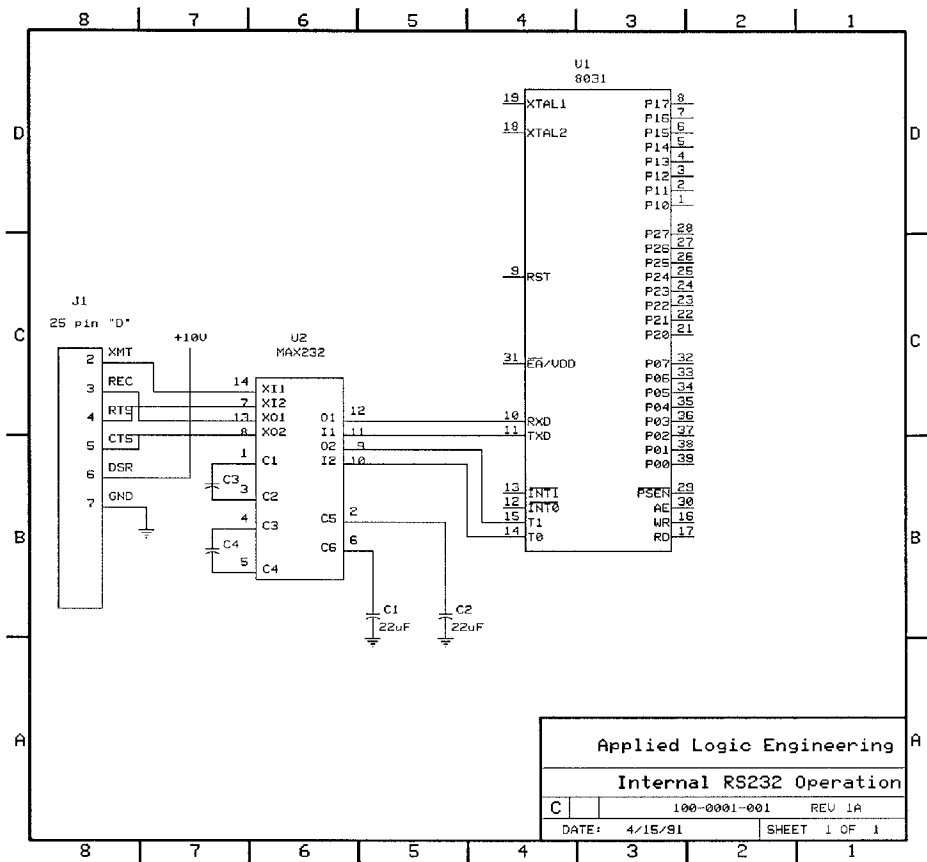 8 7 6 5 4 3 2 1
D D
C C
B B
A A
U1
8031
19 XTAL1
18 XTAL2
9 RST
31 EA/VDD
10 RXD
11 TXD
13 INT1
12 INT0
15 T1
14 T0
P17 8
P16 7
P15 6
P14 5
P13 4
P12 3
P11 2
P10 1
P27 28
P26 27
P25 26
P24 25
P23 24
P22 23
P21 22
P20 21
P07 32
P06 33
P05 34
P04 35
P03 36
P02 37
P01 38
P00 39
PSEN 29
AE 30
WR 16
RD 17
J1
25 pin "D"
2 XMT
3 REC
4 RTS
5 CTS
6 DSR
7 GND
+10V
U2
MAX232
14 XI1
7 XI2
13 XO1
8 XO2
1 C1
3 C2
4 C3
5 C4
O1 12
I1 11
O2 9
I2 10
C5 2
C6 6
C3
C4
C1
22uF
C2
22uF
Applied Logic Engineering
Internal RS232 Operation
C 100-0001-001 REV 1A
DATE: 4/15/91 SHEET 1 OF 1
8 7 6 5 4 3 2 1